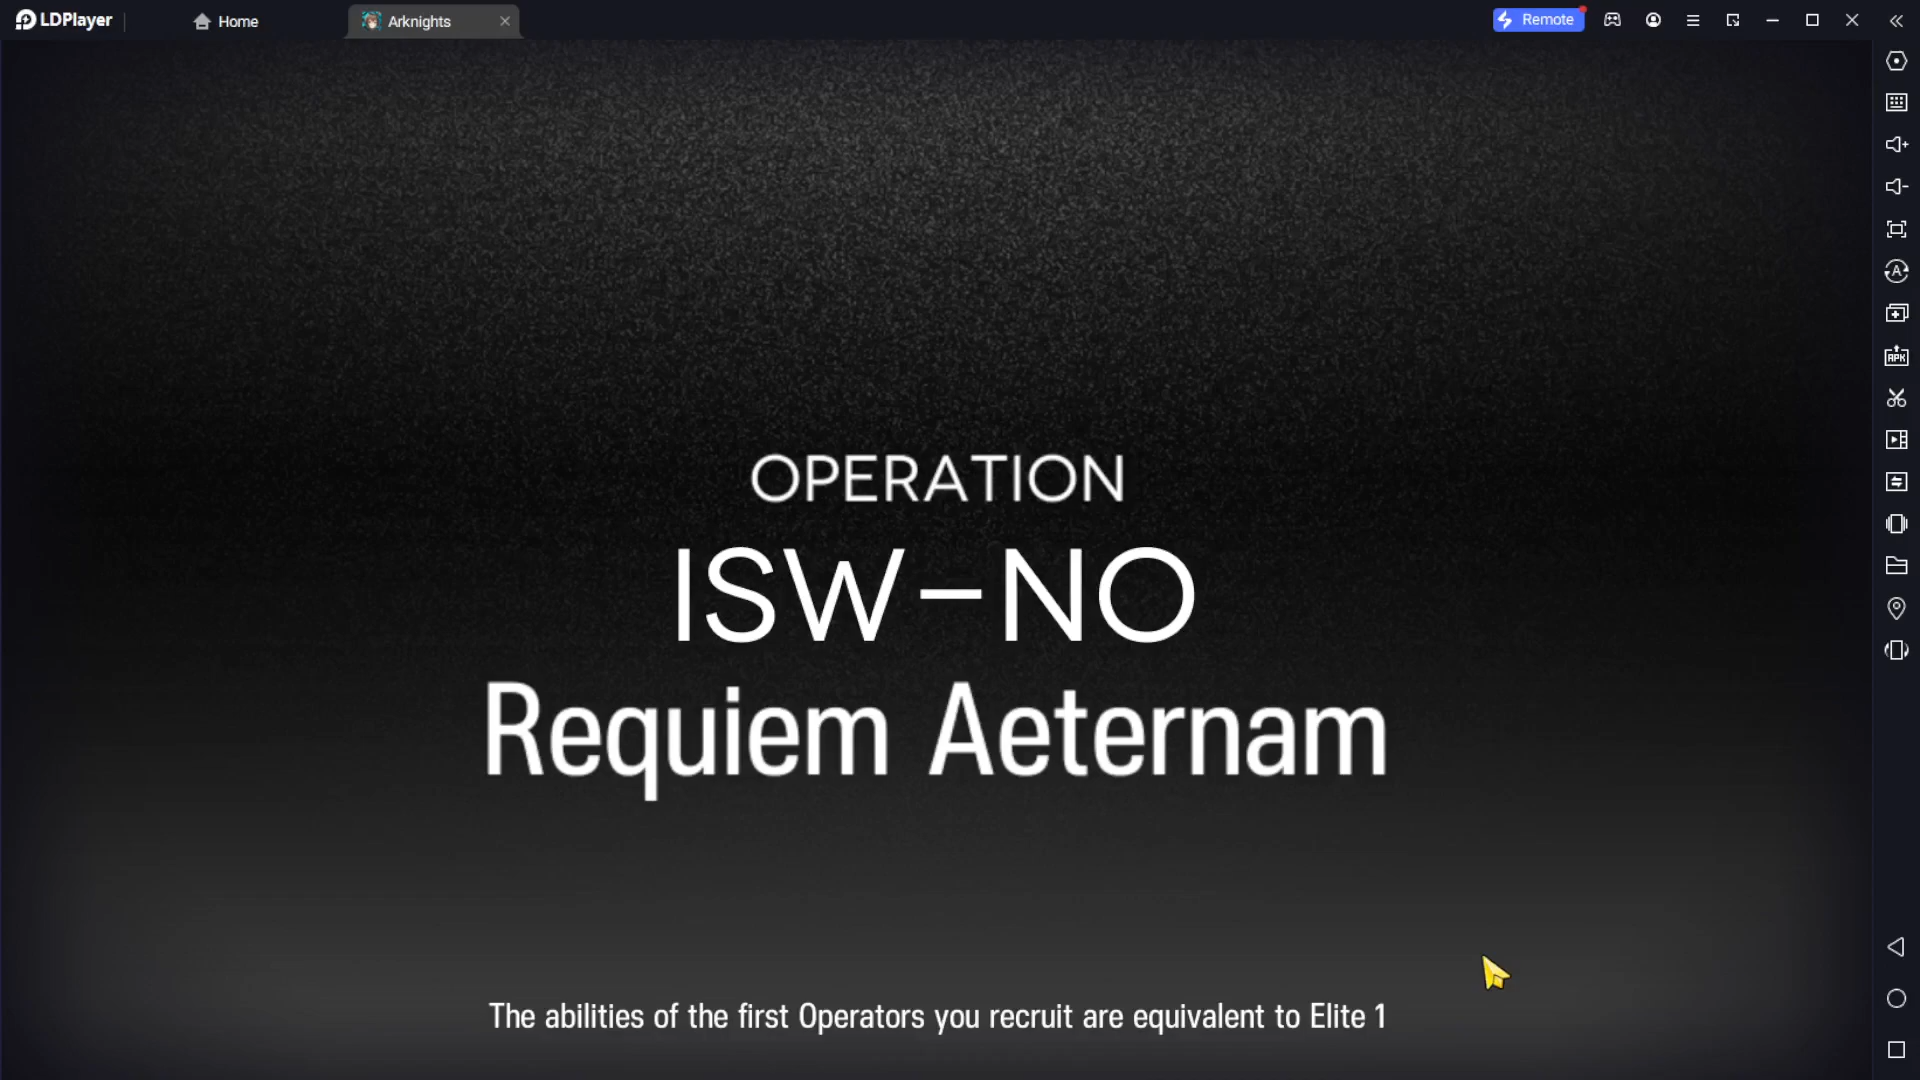 LDPlayer
Home
Arknights
Remote
OPERATION
ISW-NO
Requiem Aeternam
The abilities of the first Operators you recruit are equivalent to Elite 1
A
APK